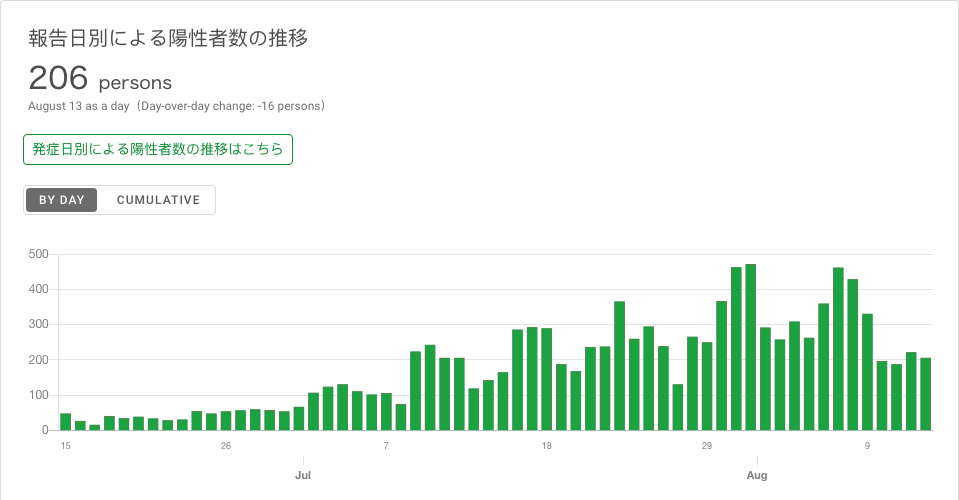 報告日別による陽性者数の推移
206 persons
August 13 as a day（Day-over-day change: -16 persons）
発症日別による陽性者数の推移はこちら
BY DAY CUMULATIVE
500
400
300
200
100
0
15 26 7 18 29 9
Jul Aug